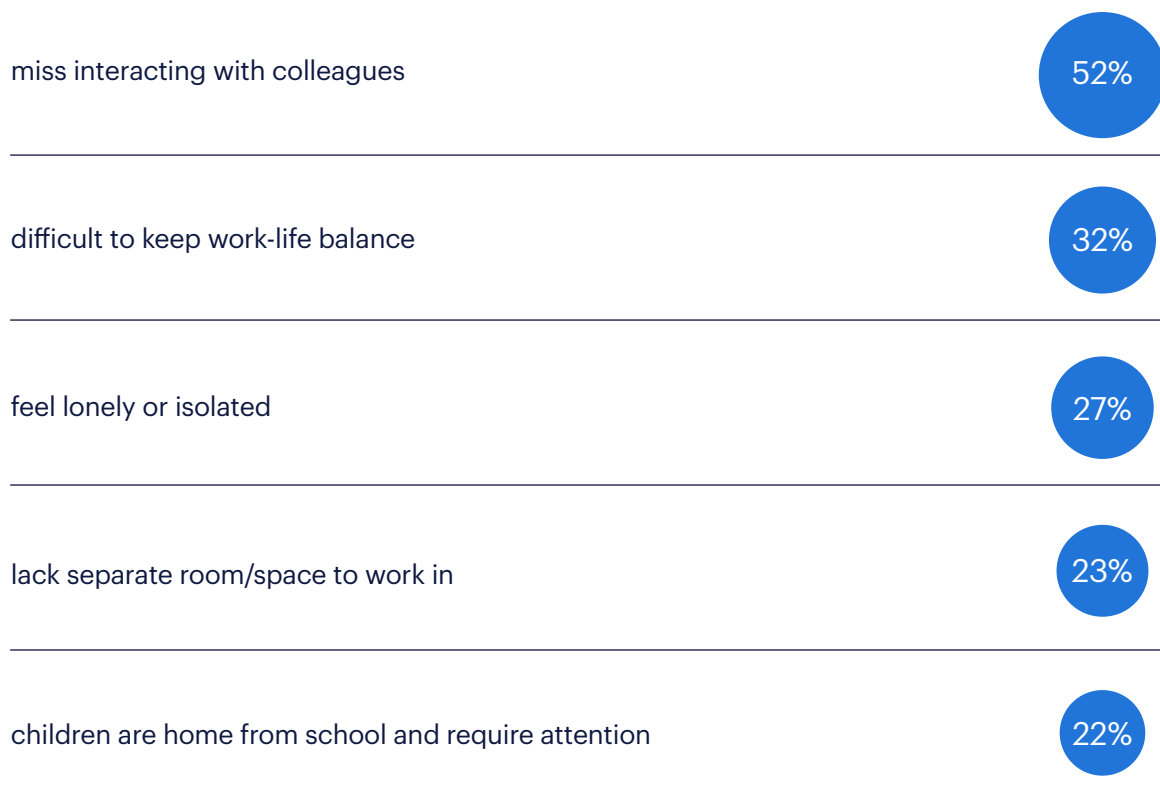 miss interacting with colleagues 52%
difficult to keep work-life balance 32%
feel lonely or isolated 27%
lack separate room/space to work in 23%
children are home from school and require attention 22%